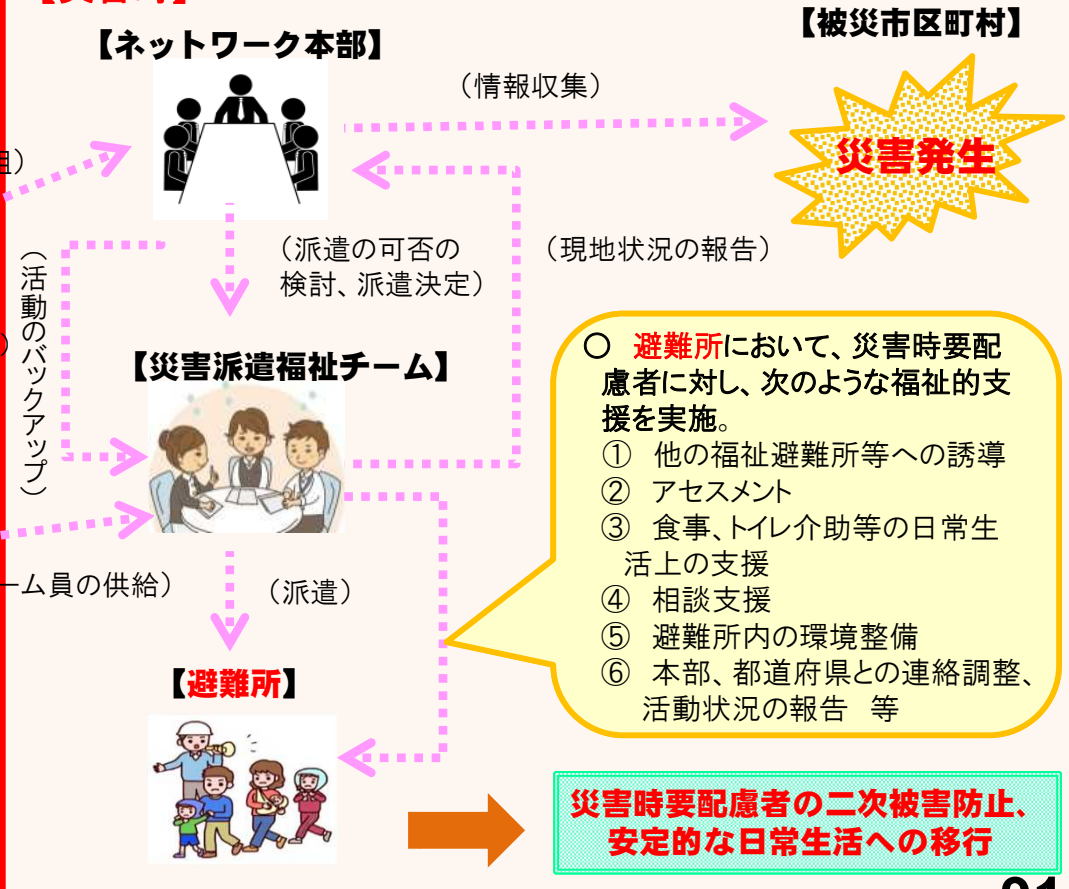 【被災市区町村】
【ネットワーク本部】
(情報収集)
災害発生
(派遣の可否の
検討、派遣決定)
(現地状況の報告)
(活動のバックアップ)
【災害派遣福祉チーム】
○ 避難所において、災害時要配
慮者に対し、次のような福祉的支
援を実施。
① 他の福祉避難所等への誘導
② アセスメント
③ 食事、トイレ介助等の日常生
活上の支援
④ 相談支援
⑤ 避難所内の環境整備
⑥ 本部、都道府県との連絡調整、
活動状況の報告 等
ーム員の供給)
(派遣)
【避難所】
災害時要配慮者の二次被害防止、
安定的な日常生活への移行